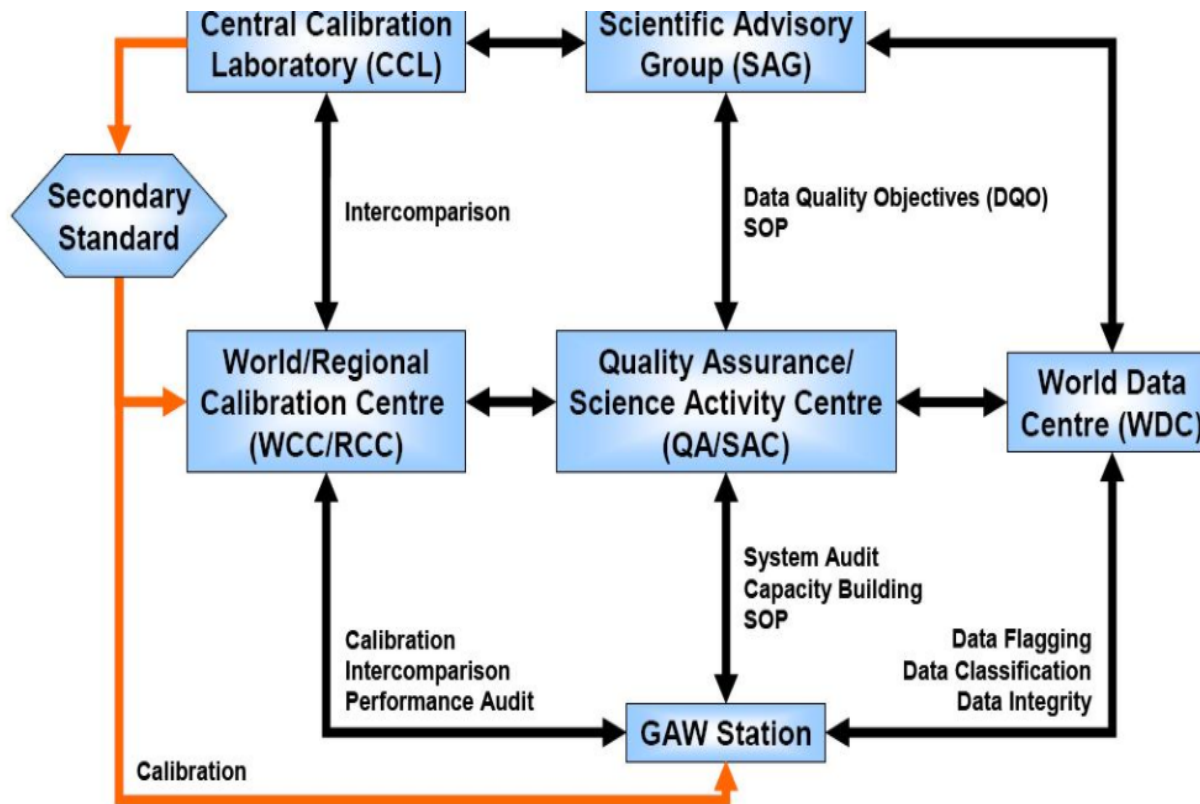 Central Calibration
Laboratory (CCL)
Scientific Advisory
Group (SAG)
Secondary
Standard
Intercomparison
Data Quality Objectives (DQO)
SOP
World/Regional
Calibration Centre
(WCC/RCC)
Quality Assurance/
Science Activity Centre
(QA/SAC)
World Data
Centre (WDC)
System Audit
Capacity Building
SOP
Calibration
Intercomparison
Performance Audit
Data Flagging
Data Classification
Data Integrity
GAW Station
Calibration